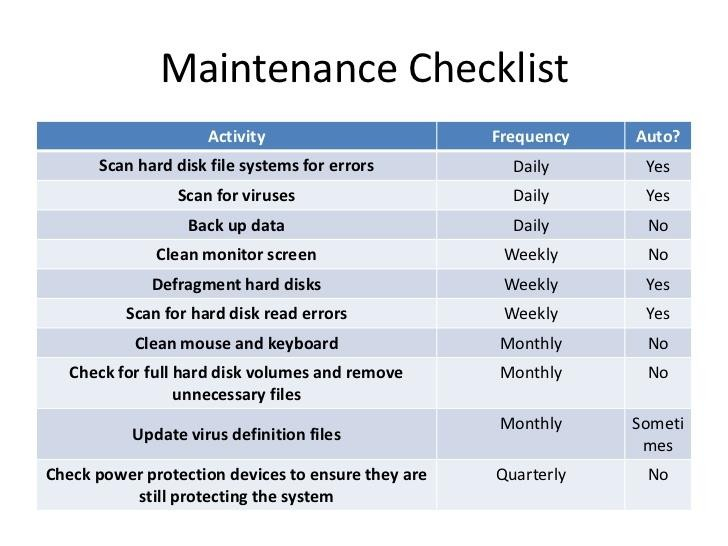 Maintenance Checklist
Activity Frequency Auto?
Scan hard disk file systems for errors Daily Yes
Scan for viruses Daily Yes
Back up data Daily No
Clean monitor screen Weekly No
Defragment hard disks Weekly Yes
Scan for hard disk read errors Weekly Yes
Clean mouse and keyboard Monthly No
Check for full hard disk volumes and remove Monthly No
unnecessary files
Update virus definition files Monthly Someti
mes
Check power protection devices to ensure they are Quarterly No
still protecting the system